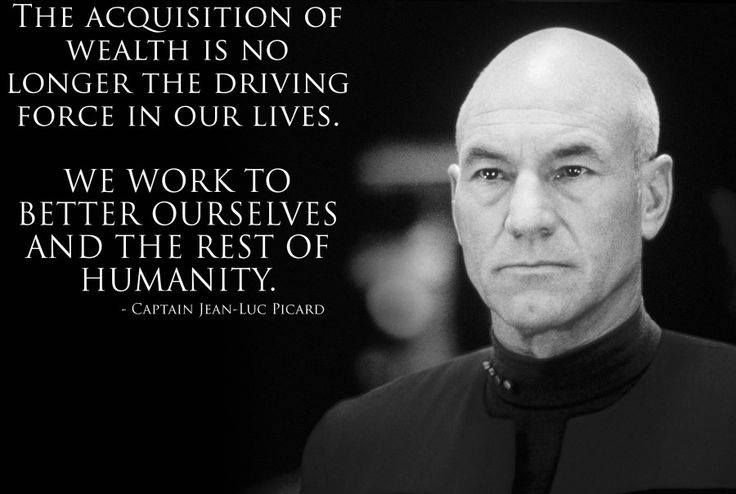 The acquisition of
wealth is no
longer the driving
force in our lives.
we work to
better ourselves
and the rest of
humanity.
- Captain Jean-Luc Picard